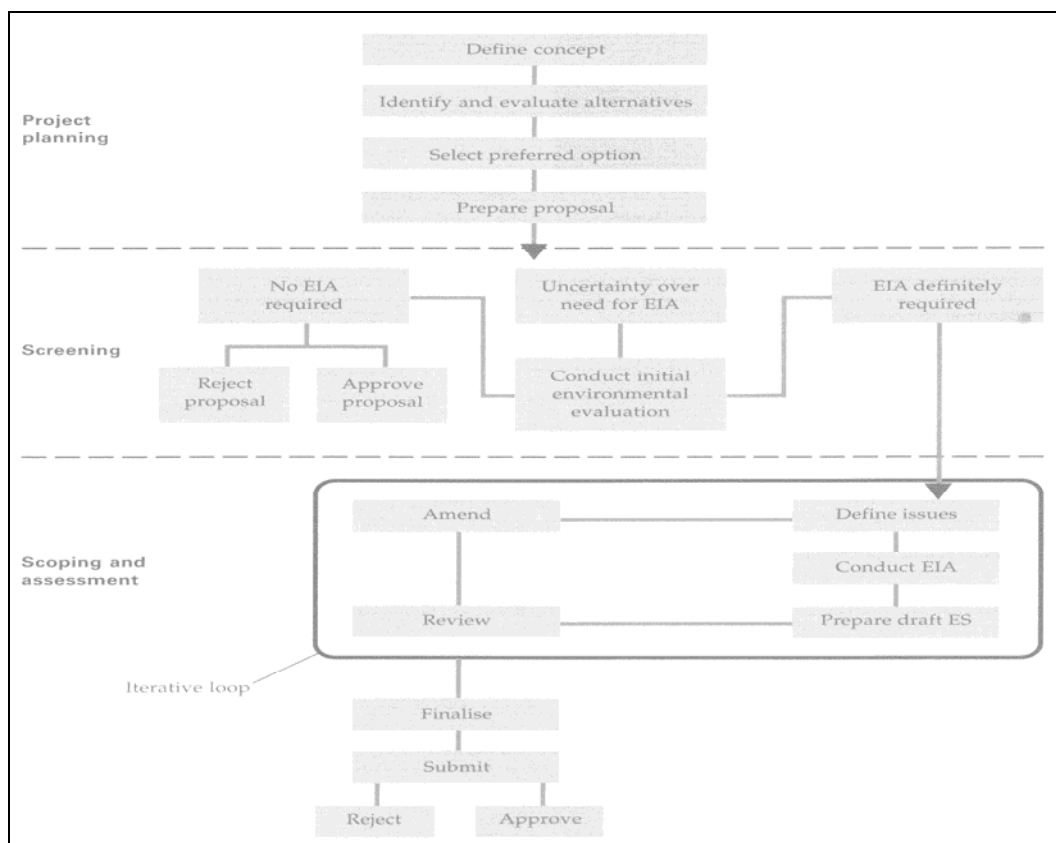 Define concept
Identify and evaluate alternatives
Project
planning
Select preferred option
Prepare proposal
No EIA
required
Uncertainty over
need for EIA
EIA definitely
required
Screening
Reject
proposal
Approve
proposal
Conduct initial
environmental
evaluation
Amend
Define issues
Scoping and
assessment
Conduct EIA
Review
Prepare draft ES
Iterative loop
Finalise
Submit
Reject
Approve